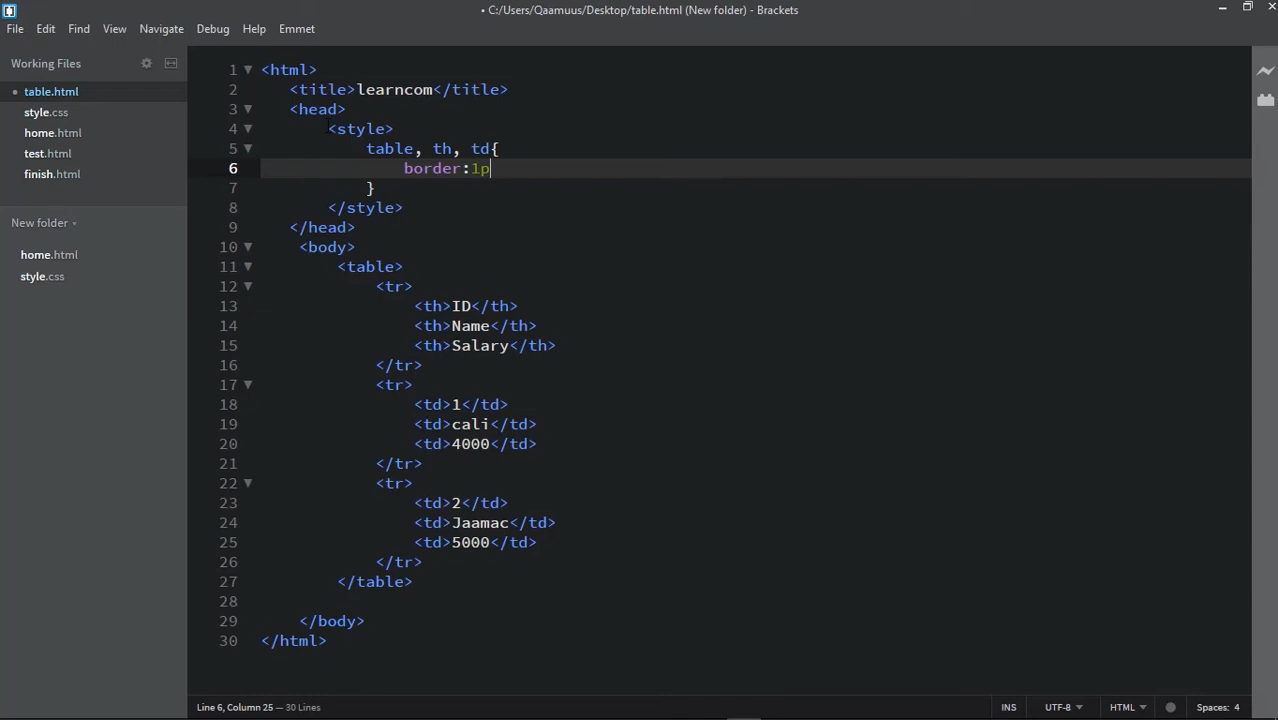 • C:/Users/Qaamuus/Desktop/table.html (New folder) - Brackets
File Edit Find View Navigate Debug Help Emmet
Working Files
• table.html
style.css
home.html
test.html
finish.html
New folder
home.html
style.css
1 <html>
2 <title>learncom</title>
3 <head>
4 <style>
5 table, th, td{
6 border:1p
7 }
8 </style>
9 </head>
10 <body>
11 <table>
12 <tr>
13 <th>ID</th>
14 <th>Name</th>
15 <th>Salary</th>
16 </tr>
17 <tr>
18 <td>1</td>
19 <td>cali</td>
20 <td>4000</td>
21 </tr>
22 <tr>
23 <td>2</td>
24 <td>Jaamac</td>
25 <td>5000</td>
26 </tr>
27 </table>
28
29 </body>
30 </html>
Line 6, Column 25 — 30 Lines INS UTF-8 HTML Spaces: 4